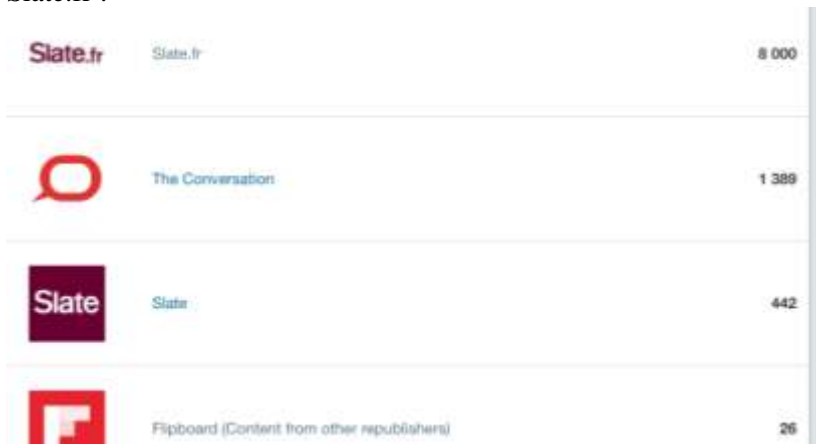 Slate.fr Slate.fr 8 000
The Conversation 1 389
Slate Slate 442
Flipboard (Content from other republishers) 26